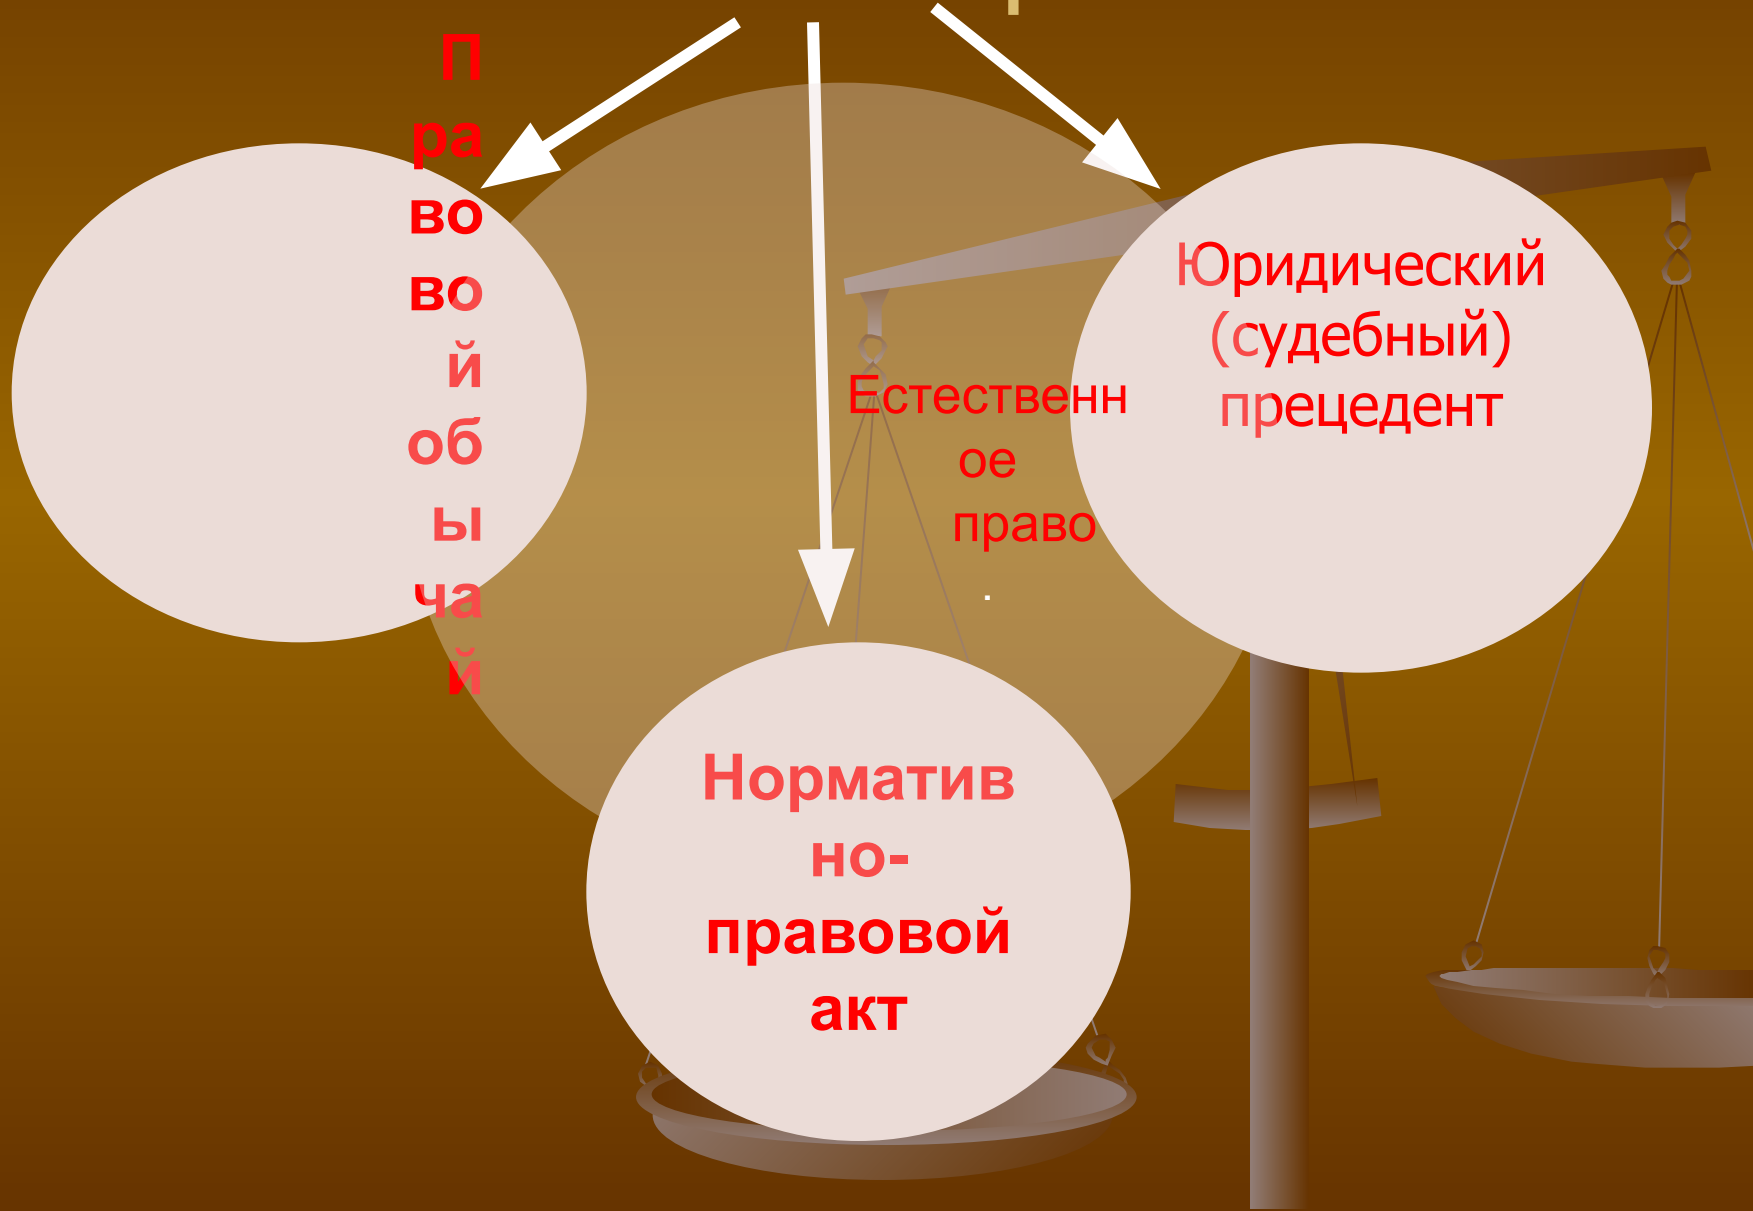 П
ра
во
во
й
об
ы
ча
й
Юридический
(судебный)
прецедент
Естественн
ое
право
.
Норматив
но-
правовой
акт